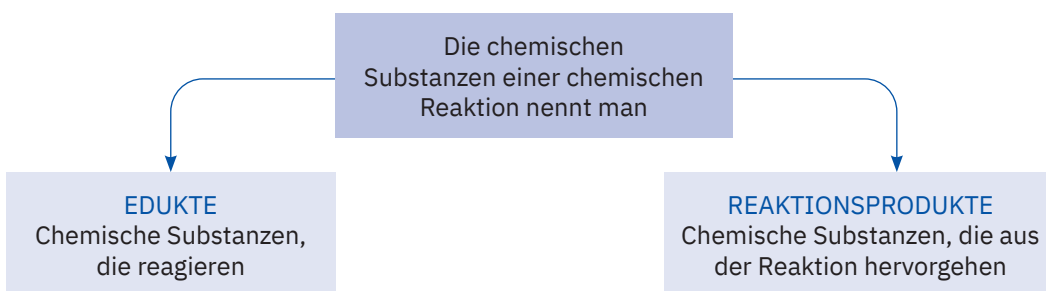 Die chemischen
Substanzen einer chemischen
Reaktion nennt man
EDUKTE
Chemische Substanzen,
die reagieren
REAKTIONSPRODUKTE
Chemische Substanzen, die aus
der Reaktion hervorgehen